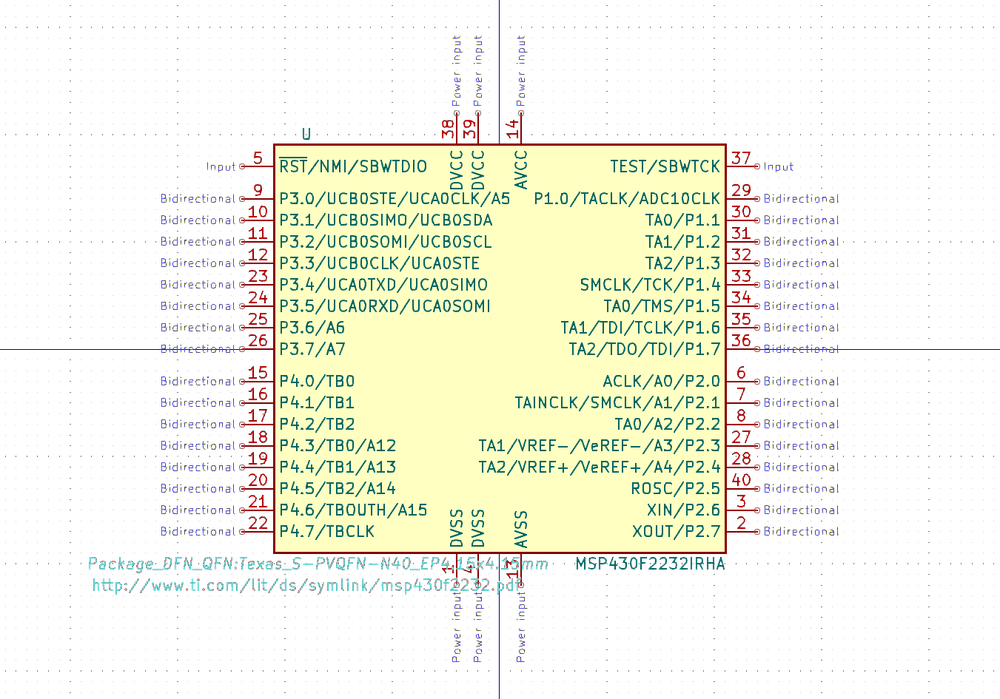 Power input Power input Power input
38 39 14
U
DVCC DVCC AVCC
Input 5 RST/NMI/SBWTDIO TEST/SBWTCK 37 Input
Bidirectional 9 P3.0/UCB0STE/UCA0CLK/A5 P1.0/TACLK/ADC10CLK 29 Bidirectional
Bidirectional 10 P3.1/UCB0SIMO/UCB0SDA TA0/P1.1 30 Bidirectional
Bidirectional 11 P3.2/UCB0SOMI/UCB0SCL TA1/P1.2 31 Bidirectional
Bidirectional 12 P3.3/UCB0CLK/UCA0STE TA2/P1.3 32 Bidirectional
Bidirectional 23 P3.4/UCA0TXD/UCA0SIMO SMCLK/TCK/P1.4 33 Bidirectional
Bidirectional 24 P3.5/UCA0RXD/UCA0SOMI TA0/TMS/P1.5 34 Bidirectional
Bidirectional 25 P3.6/A6 TA1/TDI/TCLK/P1.6 35 Bidirectional
Bidirectional 26 P3.7/A7 TA2/TDO/TDI/P1.7 36 Bidirectional
Bidirectional 15 P4.0/TB0 ACLK/A0/P2.0 6 Bidirectional
Bidirectional 16 P4.1/TB1 TAINCLK/SMCLK/A1/P2.1 7 Bidirectional
Bidirectional 17 P4.2/TB2 TA0/A2/P2.2 8 Bidirectional
Bidirectional 18 P4.3/TB0/A12 TA1/VREF-/VeREF-/A3/P2.3 27 Bidirectional
Bidirectional 19 P4.4/TB1/A13 TA2/VREF+/VeREF+/A4/P2.4 28 Bidirectional
Bidirectional 20 P4.5/TB2/A14 ROSC/P2.5 40 Bidirectional
Bidirectional 21 P4.6/TBOUTH/A15 XIN/P2.6 3 Bidirectional
Bidirectional 22 P4.7/TBCLK XOUT/P2.7 2 Bidirectional
DVSS DVSS AVSS
Package_DFN_QFN:Texas_S-PVQFN-N40_EP4.15x4.15mm MSP430F2232IRHA
http://www.ti.com/lit/ds/symlink/msp430f2232.pdf
1 4
Power input Power input Power input